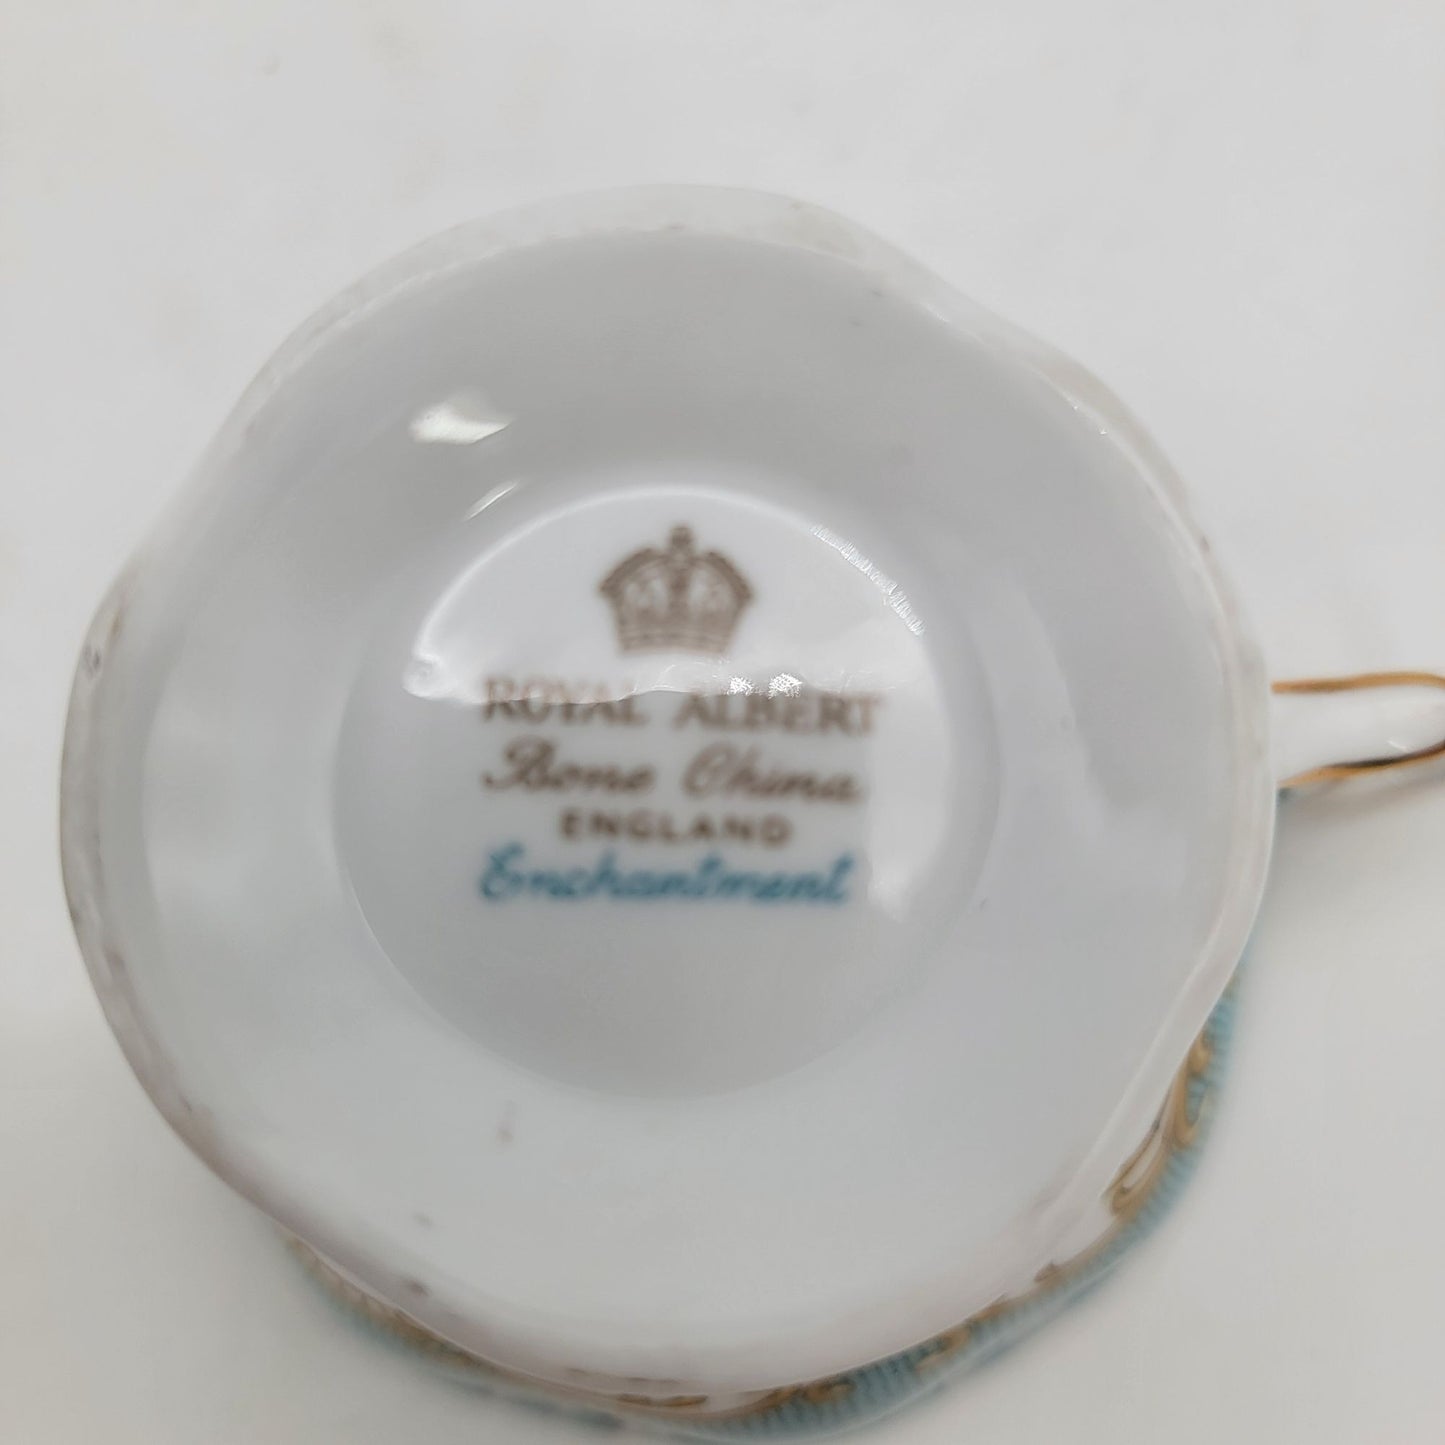 ROYAL ALBERT
Bone China
ENGLAND
Enchantment